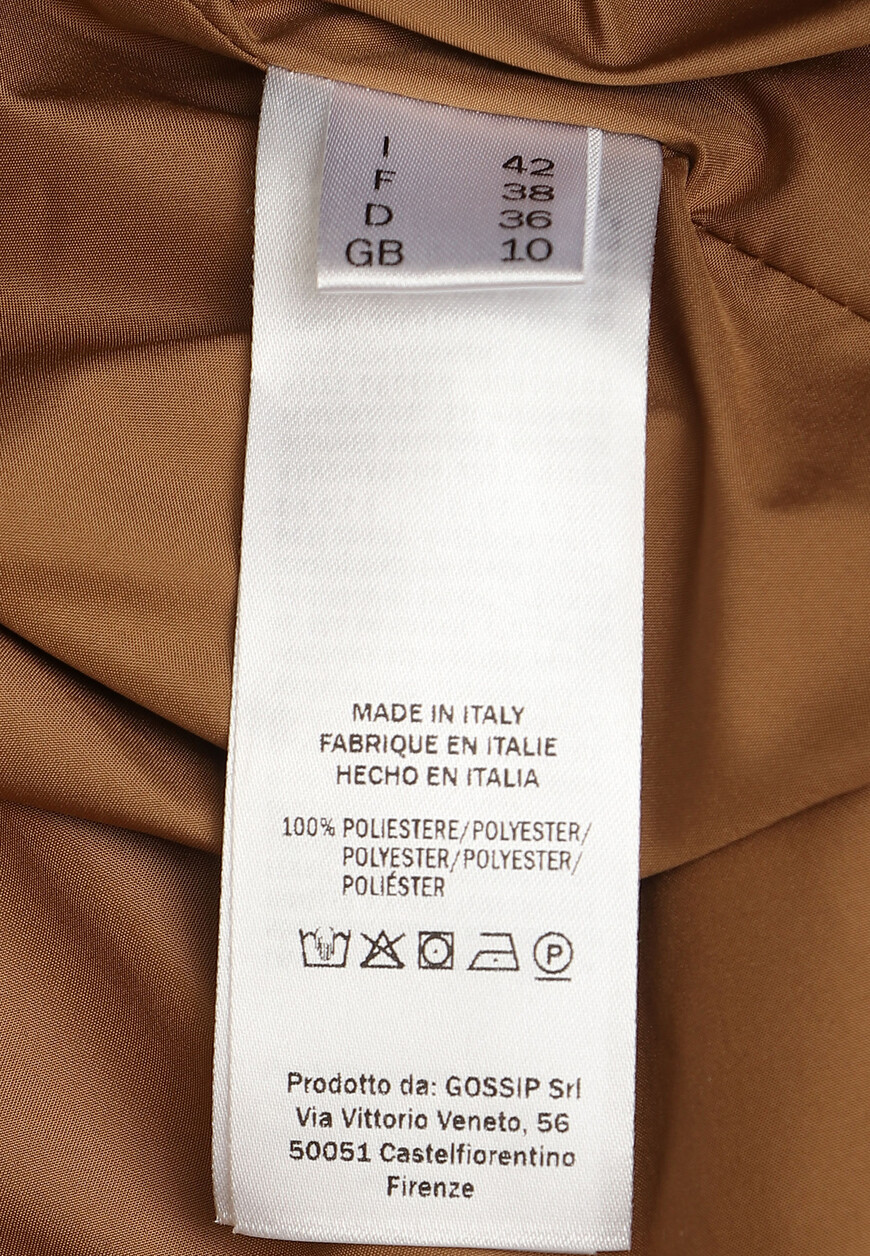 I 42
F 38
D 36
GB 10
MADE IN ITALY
FABRIQUE EN ITALIE
HECHO EN ITALIA
100% POLIESTERE/POLYESTER/
POLYESTER/POLYESTER/
POLIÉSTER
P
Prodotto da: GOSSIP Srl
Via Vittorio Veneto, 56
50051 Castelfiorentino
Firenze